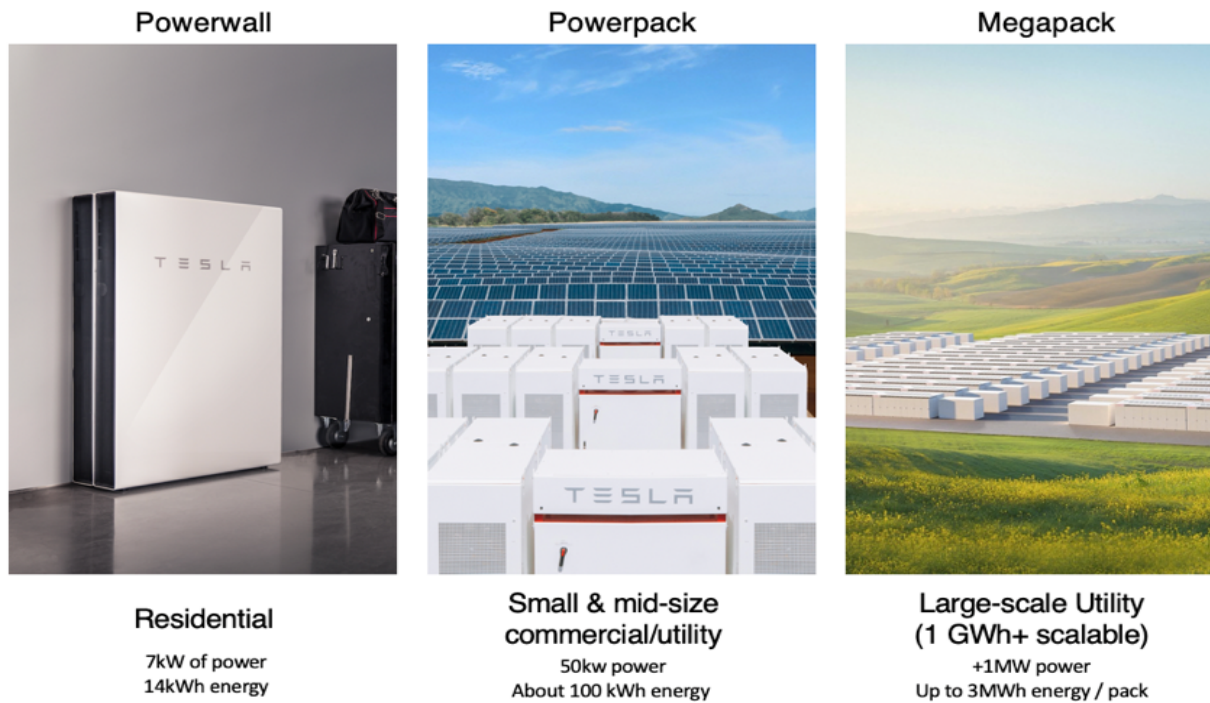 Powerwall
TESLA
Residential
7kW of power
14kWh energy
Powerpack
TESLA
TESLA
TESLA
Small & mid-size
commercial/utility
50kw power
About 100 kWh energy
Megapack
Large-scale Utility
(1 GWh+ scalable)
+1MW power
Up to 3MWh energy / pack